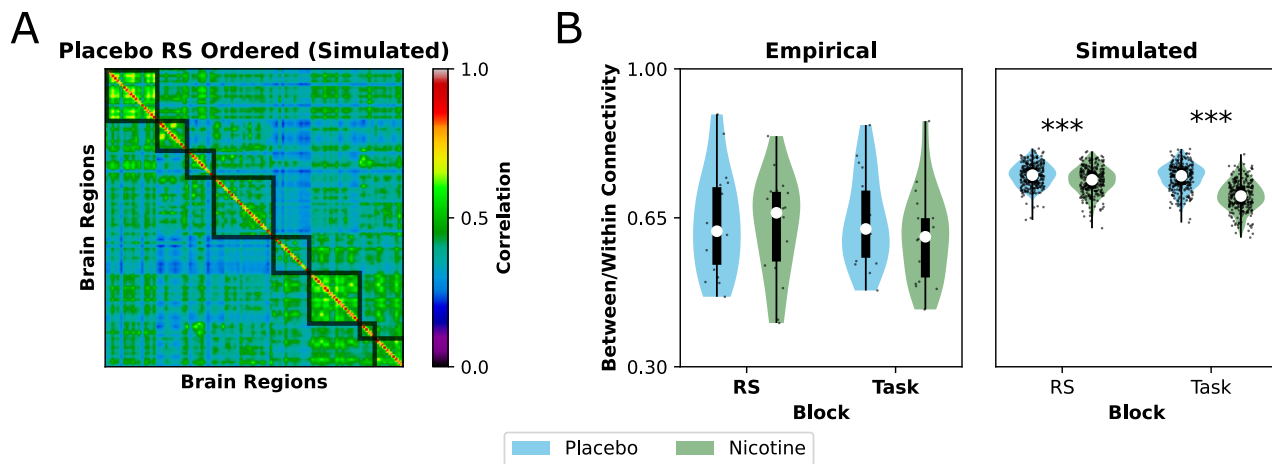 A
Placebo RS Ordered (Simulated)
Brain Regions
Brain Regions
1.0
0.5
0.0
Correlation
B
Empirical
Simulated
Between/Within Connectivity
1.00
0.65
0.30
***
***
RS
Task
Block
RS
Task
Block
Placebo
Nicotine